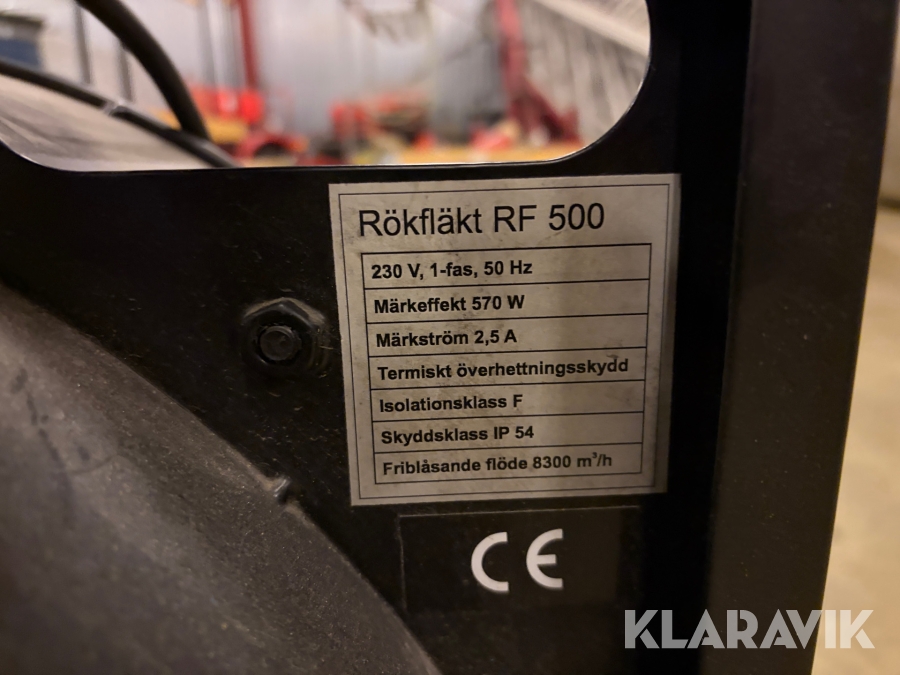 Rökfläkt RF 500
230 V, 1-fas, 50 Hz
Märkeffekt 570 W
Märkström 2,5 A
Termiskt överhettningsskydd
Isolationsklass F
Skyddsklass IP 54
Friblåsande flöde 8300 m³/h
CE
KLARAVIK